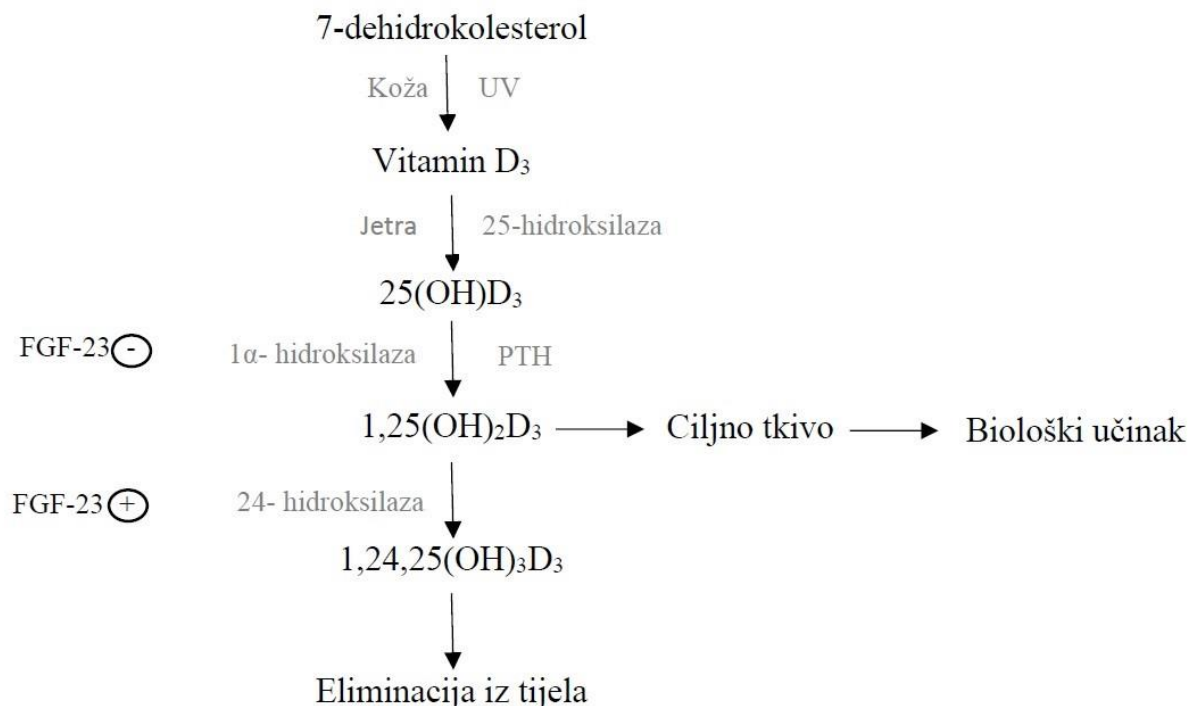 7-dehidrokolesterol
Koža UV
Vitamin D₃
Jetra 25-hidroksilaza
25(OH)D₃
FGF-23 - 1α- hidroksilaza PTH
1,25(OH)₂D₃ Ciljno tkivo Biološki učinak
FGF-23 + 24- hidroksilaza
1,24,25(OH)₃D₃
Eliminacija iz tijela